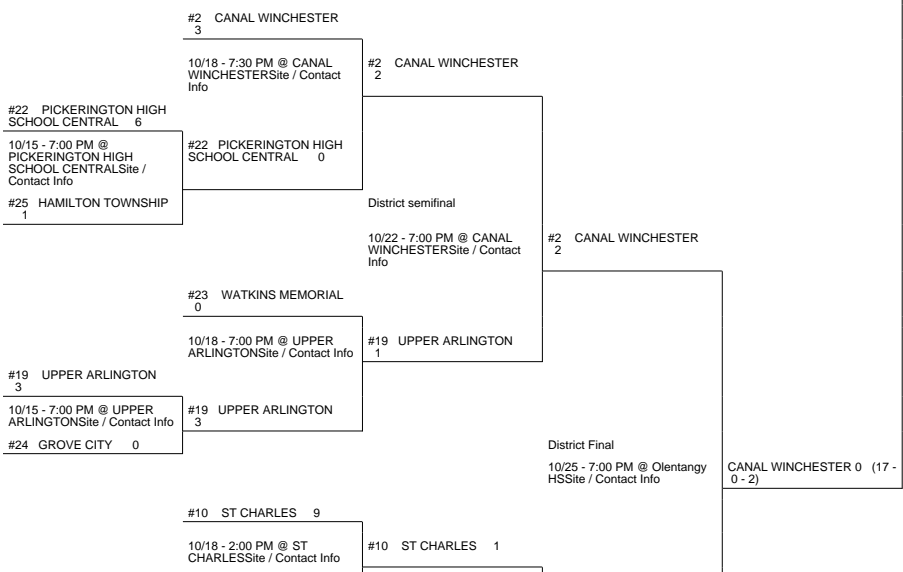 #2 CANAL WINCHESTER
3
10/18 - 7:30 PM @ CANAL
WINCHESTERSite / Contact
Info
#2 CANAL WINCHESTER
2
#22 PICKERINGTON HIGH
SCHOOL CENTRAL 6
10/15 - 7:00 PM @
PICKERINGTON HIGH
SCHOOL CENTRALSite /
Contact Info
#22 PICKERINGTON HIGH
SCHOOL CENTRAL 0
#25 HAMILTON TOWNSHIP
1
District semifinal
10/22 - 7:00 PM @ CANAL
WINCHESTERSite / Contact
Info
#2 CANAL WINCHESTER
2
#23 WATKINS MEMORIAL
0
10/18 - 7:00 PM @ UPPER
ARLINGTONSite / Contact Info
#19 UPPER ARLINGTON
1
#19 UPPER ARLINGTON
3
10/15 - 7:00 PM @ UPPER
ARLINGTONSite / Contact Info
#19 UPPER ARLINGTON
3
#24 GROVE CITY 0
District Final
10/25 - 7:00 PM @ Olentangy
HSSite / Contact Info
CANAL WINCHESTER 0 (17 -
0 - 2)
#10 ST CHARLES 9
10/18 - 2:00 PM @ ST
CHARLESSite / Contact Info
#10 ST CHARLES 1